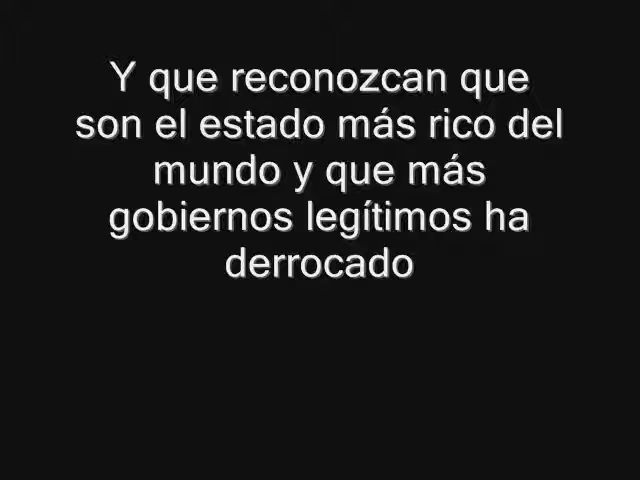 Y que reconozcan que
son el estado más rico del
mundo y que más
gobiernos legítimos ha
derrocado